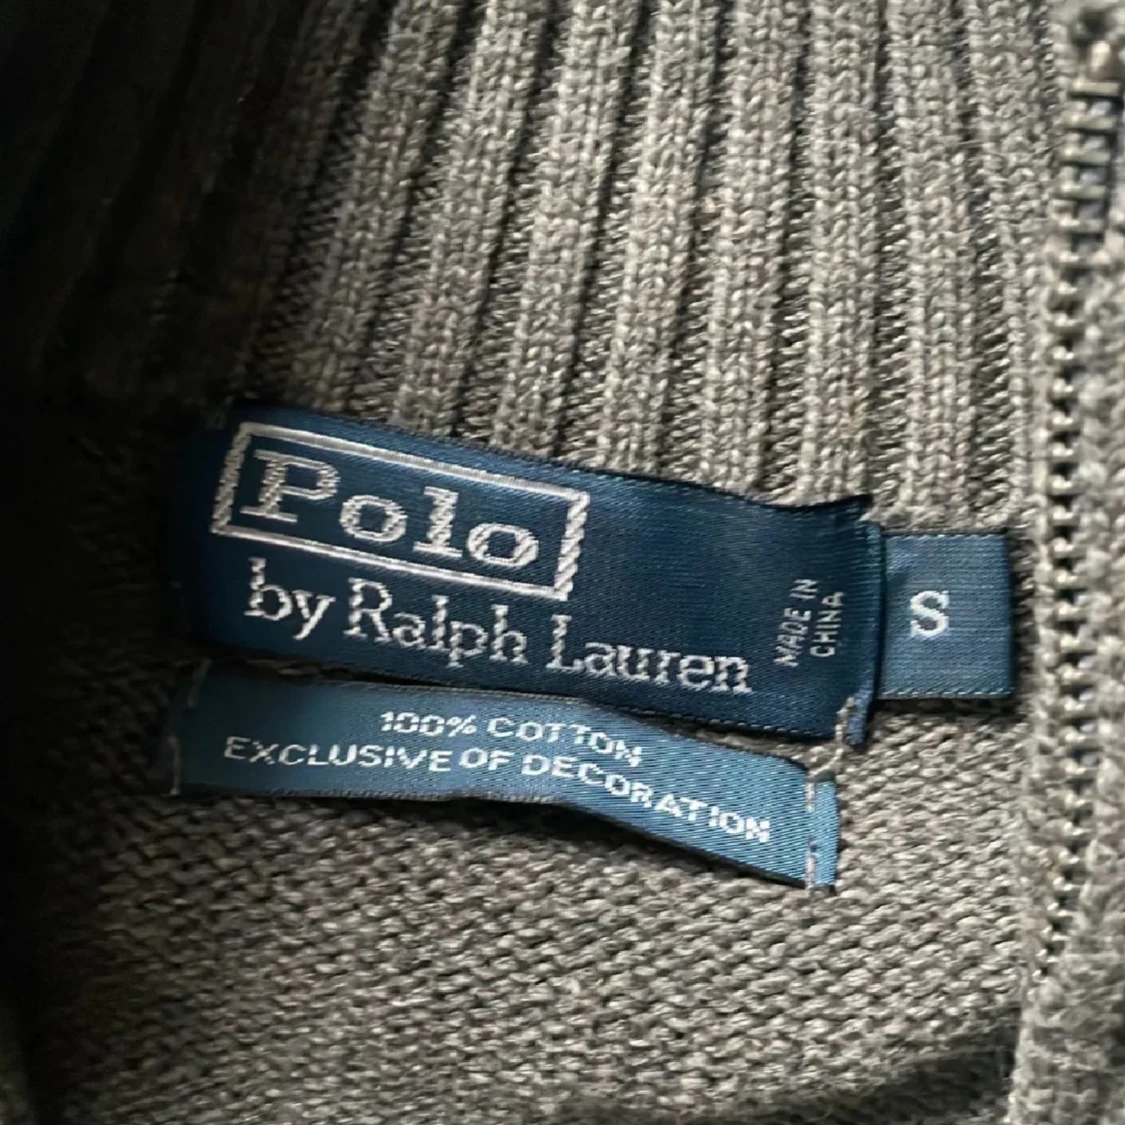 Polo
by Ralph Lauren
MADE IN
CHINA
S
100% COTTON
EXCLUSIVE OF DECORATION